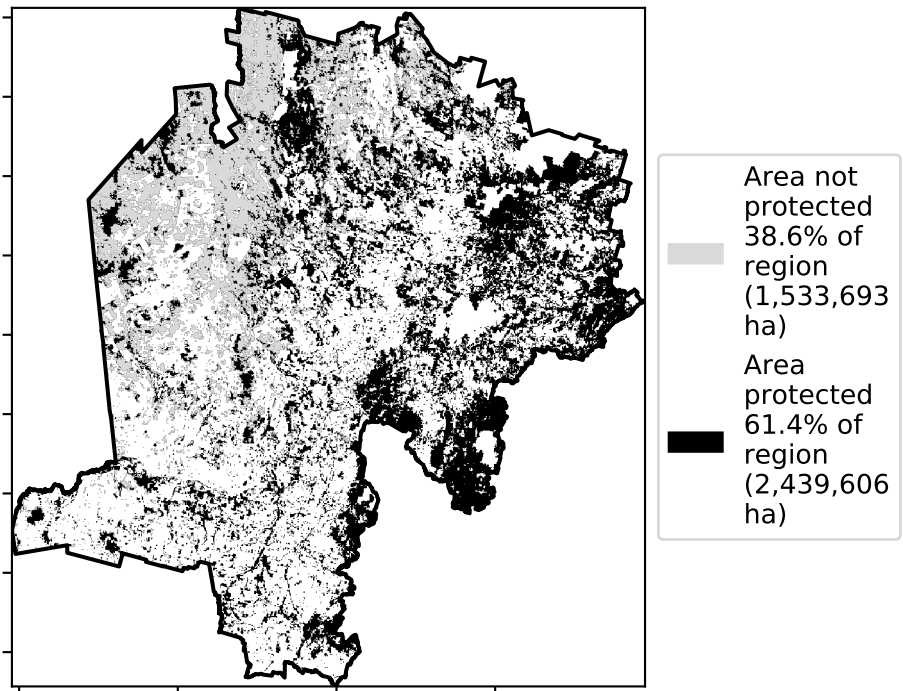 Area not
protected
38.6% of
region
(1,533,693
ha)
Area
protected
61.4% of
region
(2,439,606
ha)